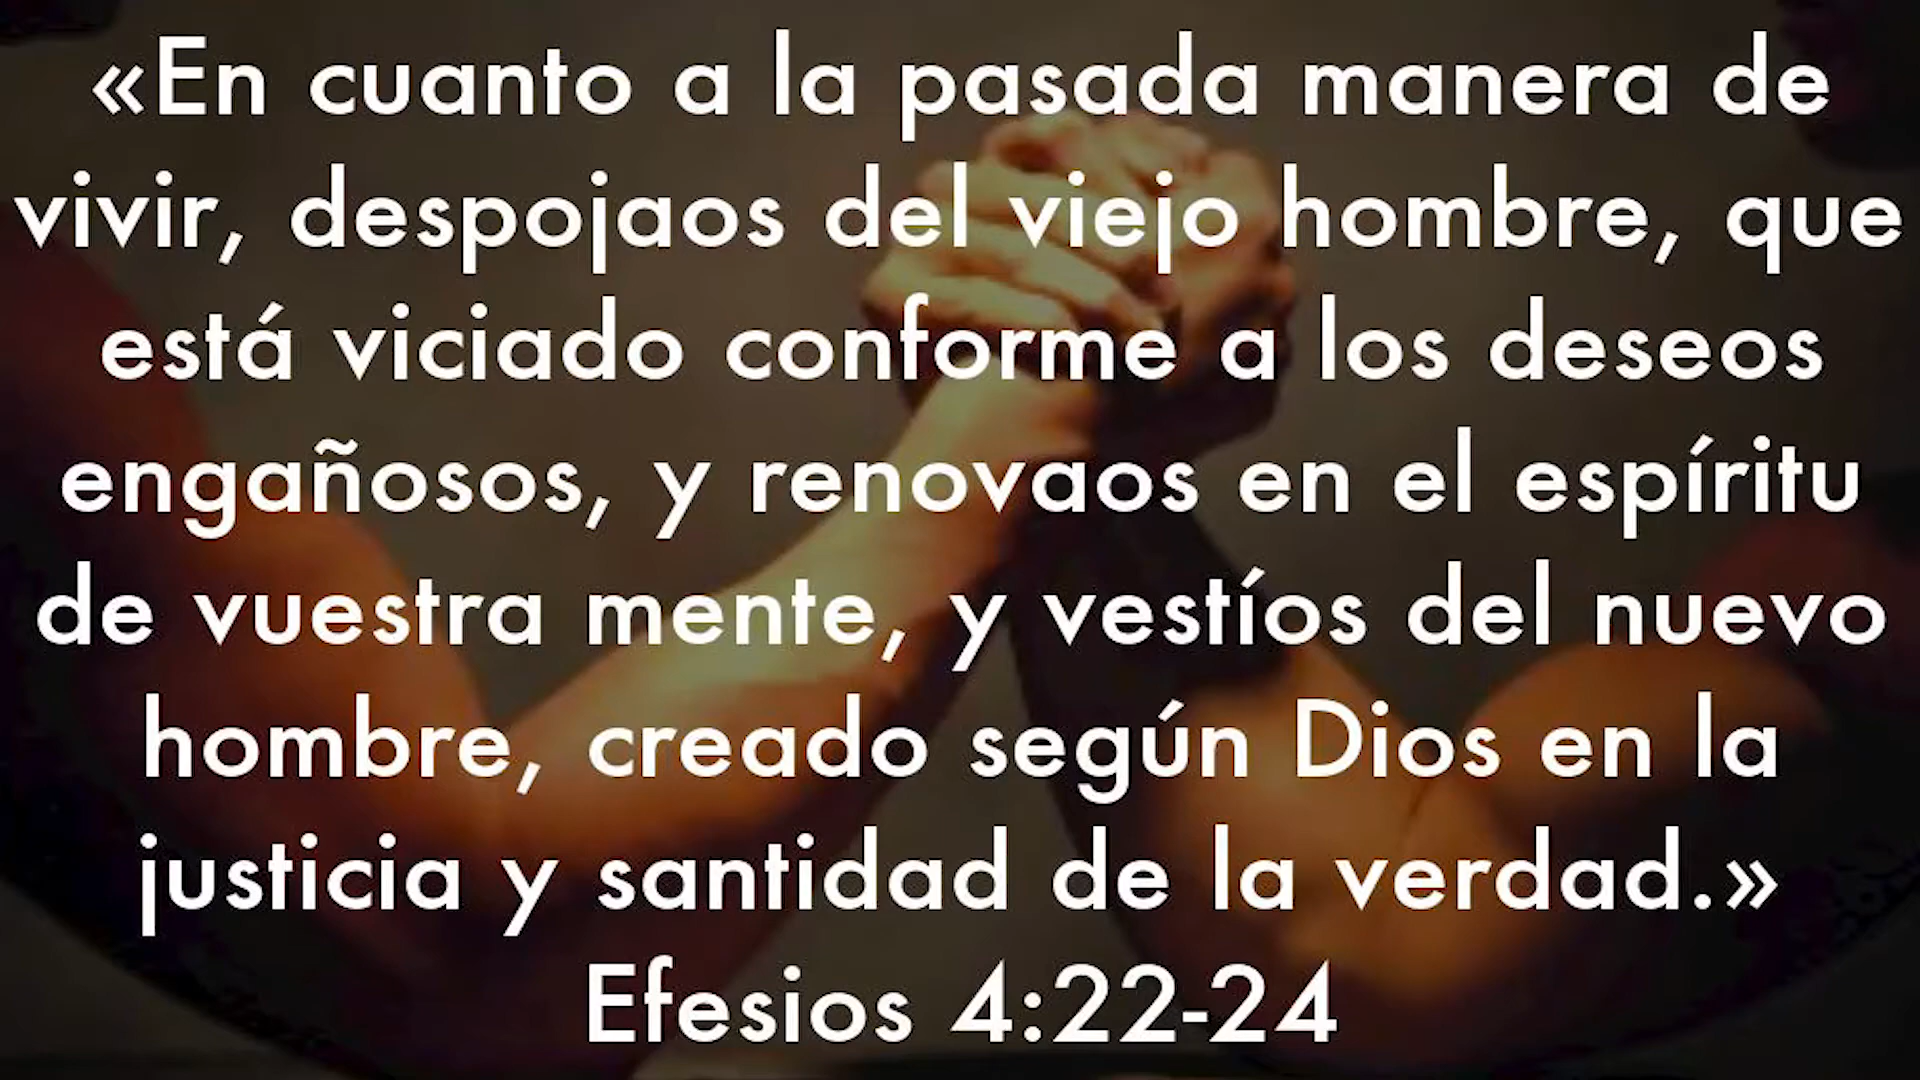 «En cuanto a la pasada manera de
vivir, despojaos del viejo hombre, que
está viciado conforme a los deseos
engañosos, y renovaos en el espíritu
de vuestra mente, y vestíos del nuevo
hombre, creado según Dios en la
justicia y santidad de la verdad.»
Efesios 4:22-24